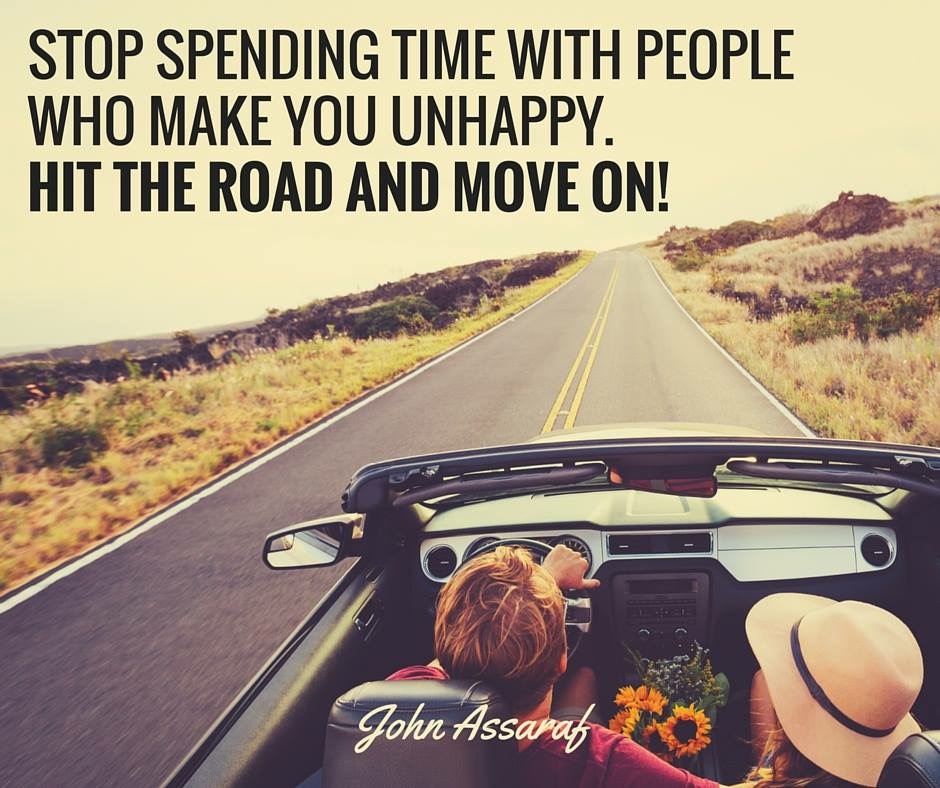 STOP SPENDING TIME WITH PEOPLE
WHO MAKE YOU UNHAPPY.
HIT THE ROAD AND MOVE ON!
John Assaraf